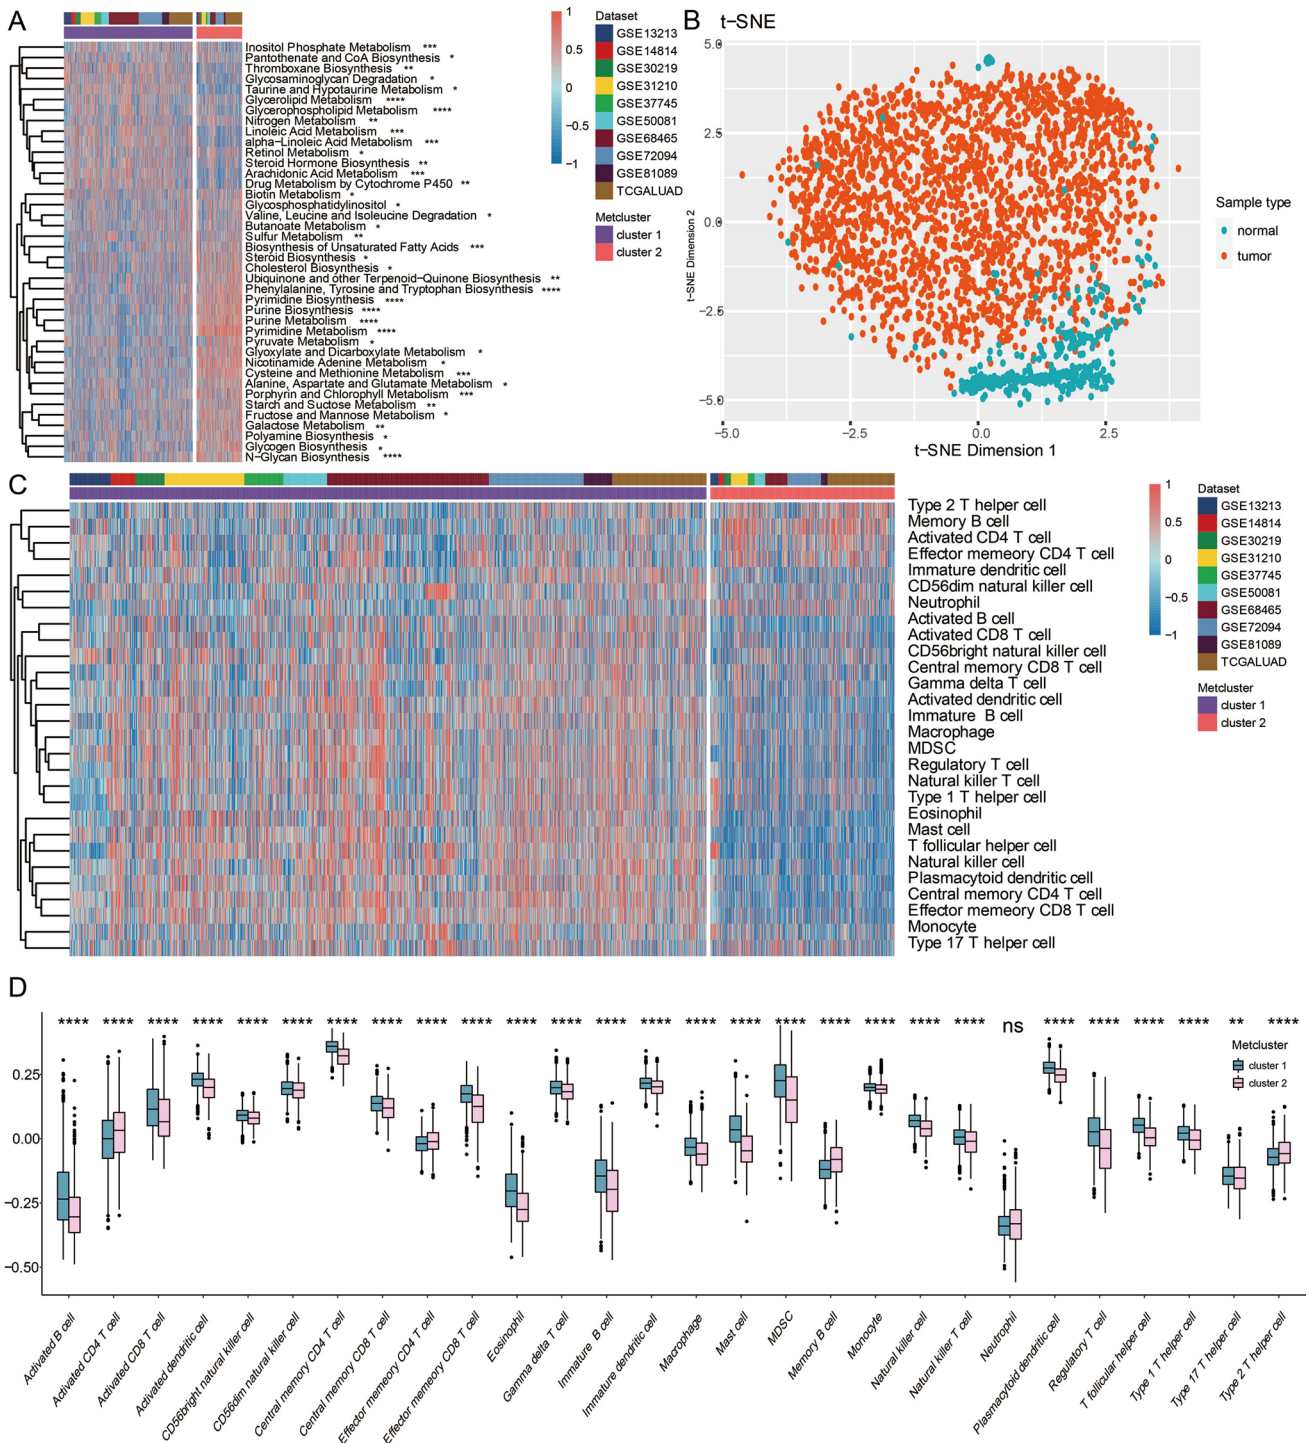 A
Inositol Phosphate Metabolism ***
Pantothenate and CoA Biosynthesis *
Thromboxane Biosynthesis **
Glycosaminoglycan Degradation *
Taurine and Hypotaurine Metabolism *
Glycerolipid Metabolism ****
Glycerophospholipid Metabolism ****
Nitrogen Metabolism **
Linoleic Acid Metabolism ***
alpha-Linoleic Acid Metabolism ***
Retinol Metabolism *
Steroid Hormone Biosynthesis **
Arachidonic Acid Metabolism ***
Drug Metabolism by Cytochrome P450 **
Biotin Metabolism *
Glycosphosphatidylinositol *
Valine, Leucine and Isoleucine Degradation *
Butanoate Metabolism *
Sulfur Metabolism **
Biosynthesis of Unsaturated Fatty Acids ***
Steroid Biosynthesis *
Cholesterol Biosynthesis *
Ubiquinone and other Terpenoid-Quinone Biosynthesis **
Phenylalanine, Tyrosine and Tryptophan Biosynthesis ****
Pyrimidine Biosynthesis ****
Purine Biosynthesis ****
Purine Metabolism ****
Pyrimidine Metabolism ****
Pyruvate Metabolism *
Glyoxylate and Dicarboxylate Metabolism *
Nicotinamide Adenine Metabolism *
Cysteine and Methionine Metabolism ***
Alanine, Aspartate and Glutamate Metabolism *
Porphyrin and Chlorophyll Metabolism ***
Starch and Suctose Metabolism **
Fructose and Mannose Metabolism *
Galactose Metabolism **
Polyamine Biosynthesis *
Glycogen Biosynthesis *
N-Glycan Biosynthesis ****
1
0.5
0
−0.5
−1
Dataset
GSE13213
GSE14814
GSE30219
GSE31210
GSE37745
GSE50081
GSE68465
GSE72094
GSE81089
TCGALUAD
Metcluster
cluster 1
cluster 2
B
t−SNE
5.0
2.5
0.0
−2.5
−5.0
t−SNE Dimension 2
−5.0
−2.5
0.0
2.5
t−SNE Dimension 1
Sample type
normal
tumor
C
Type 2 T helper cell
Memory B cell
Activated CD4 T cell
Effector memeory CD4 T cell
Immature dendritic cell
CD56dim natural killer cell
Neutrophil
Activated B cell
Activated CD8 T cell
CD56bright natural killer cell
Central memory CD8 T cell
Gamma delta T cell
Activated dendritic cell
Immature B cell
Macrophage
MDSC
Regulatory T cell
Natural killer T cell
Type 1 T helper cell
Eosinophil
Mast cell
T follicular helper cell
Natural killer cell
Plasmacytoid dendritic cell
Central memory CD4 T cell
Effector memeory CD8 T cell
Monocyte
Type 17 T helper cell
1
0.5
0
−0.5
−1
Dataset
GSE13213
GSE14814
GSE30219
GSE31210
GSE37745
GSE50081
GSE68465
GSE72094
GSE81089
TCGALUAD
Metcluster
cluster 1
cluster 2
D
**** **** **** **** **** **** **** **** **** **** **** **** **** **** **** **** **** **** **** **** **** ns **** **** **** **** ** ****
Metcluster
cluster 1
cluster 2
0.25
0.00
−0.25
−0.50
Activated B cell
Activated CD4 T cell
Activated CD8 T cell
Activated dendritic cell
CD56bright natural killer cell
CD56dim natural killer cell
Central memory CD4 T cell
Central memory CD8 T cell
Effector memeory CD4 T cell
Effector memeory CD8 T cell
Eosinophil
Gamma delta T cell
Immature B cell
Immature dendritic cell
Macrophage
Mast cell
MDSC
Memory B cell
Monocyte
Natural killer cell
Natural killer T cell
Neutrophil
Plasmacytoid dendritic cell
Regulatory T cell
T follicular helper cell
Type 1 T helper cell
Type 17 T helper cell
Type 2 T helper cell